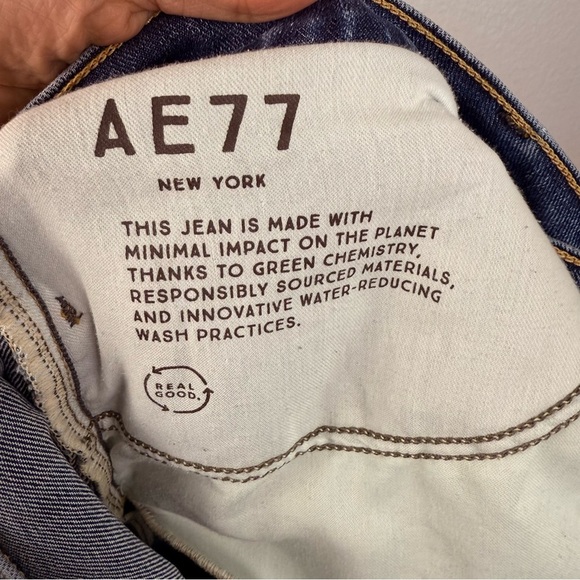 AE77
NEW YORK
THIS JEAN IS MADE WITH
MINIMAL IMPACT ON THE PLANET
THANKS TO GREEN CHEMISTRY,
RESPONSIBLY SOURCED MATERIALS,
AND INNOVATIVE WATER-REDUCING
WASH PRACTICES.
REAL
GOOD.